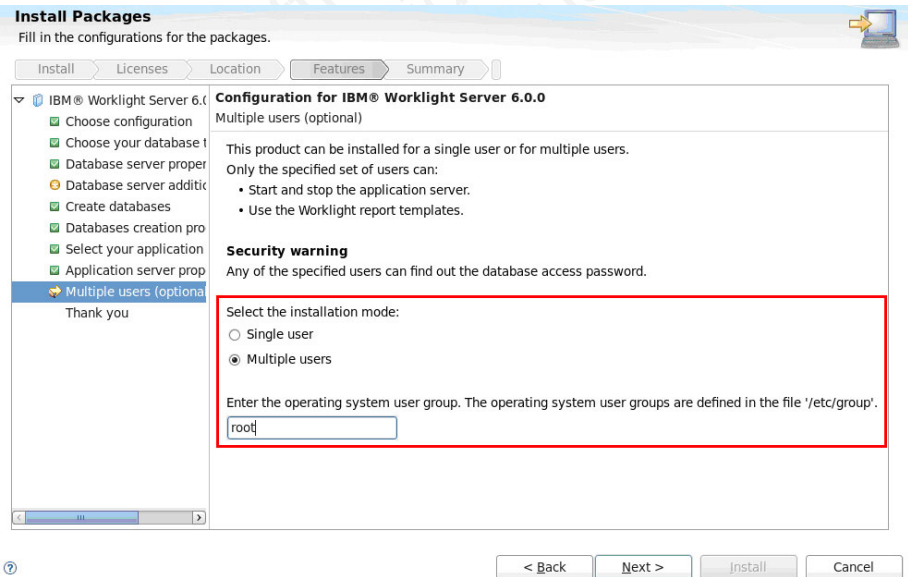 Install Packages
Fill in the configurations for the packages.
Install Licenses Location Features Summary
IBM® Worklight Server 6.0
Choose configuration
Choose your database t
Database server proper
Database server additic
Create databases
Databases creation pro
Select your application
Application server prop
Multiple users (optional
Thank you
Configuration for IBM® Worklight Server 6.0.0
Multiple users (optional)
This product can be installed for a single user or for multiple users.
Only the specified set of users can:
• Start and stop the application server.
• Use the Worklight report templates.
Security warning
Any of the specified users can find out the database access password.
Select the installation mode:
Single user
Multiple users
Enter the operating system user group. The operating system user groups are defined in the file '/etc/group'.
root
< Back Next > Install Cancel